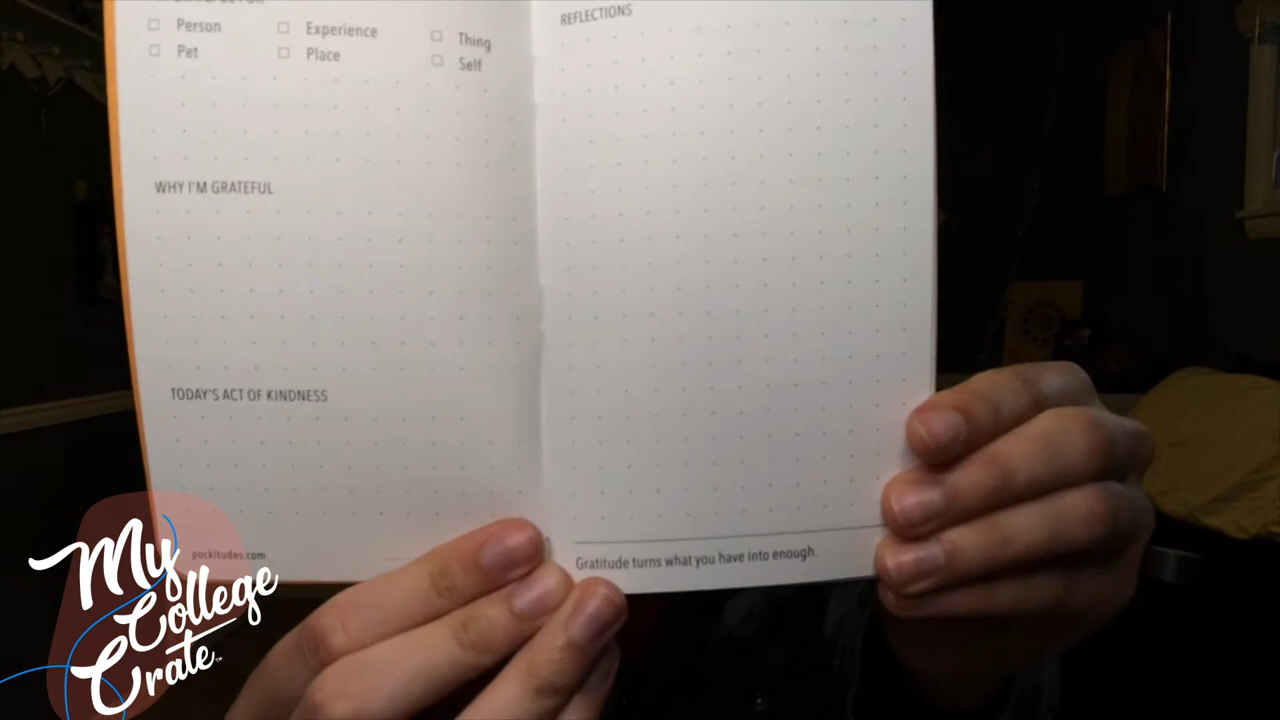 Person Experience Thing
Pet Place Self
WHY I'M GRATEFUL
TODAY'S ACT OF KINDNESS
pockitudes.com
REFLECTIONS
Gratitude turns what you have into enough.
My
College
Crate™